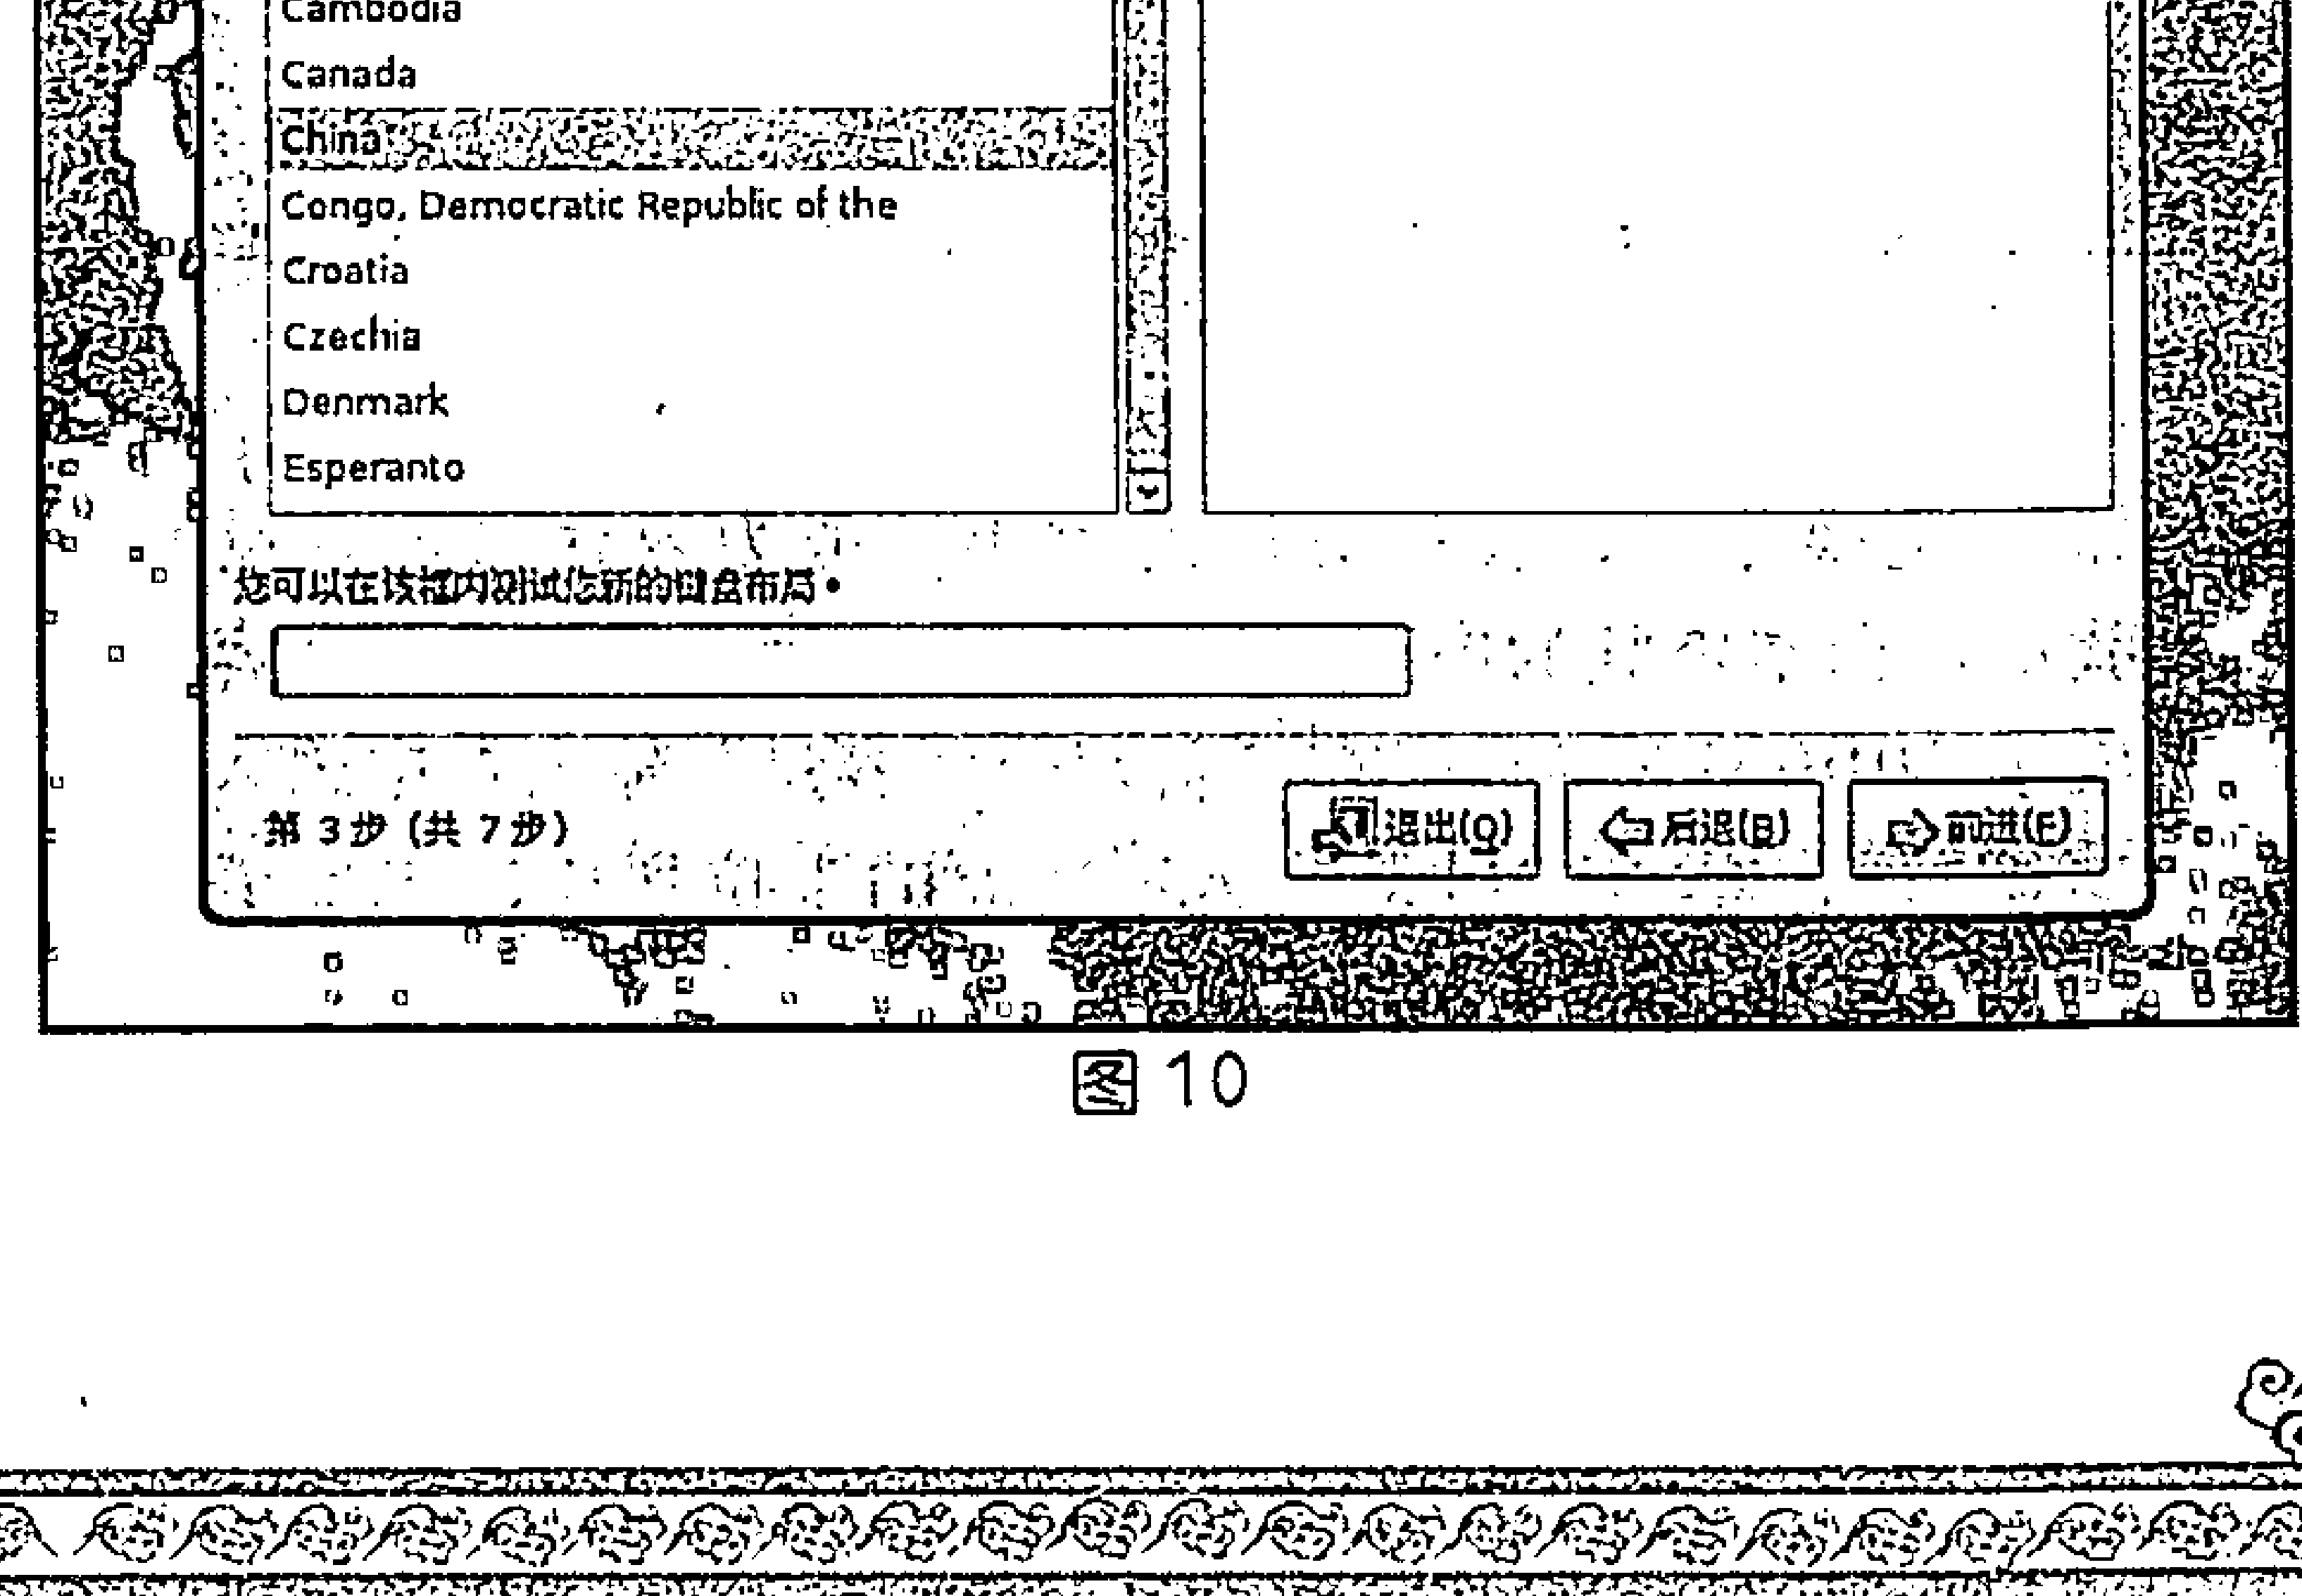 Cambodia
Canada
China
Congo, Democratic Republic of the
Croatia
Czechia
Denmark
Esperanto
您可以在该框内测试您新的键盘布局。
第 3 步 (共 7 步)
退出(Q) 后退(B) 前进(F)
图 10